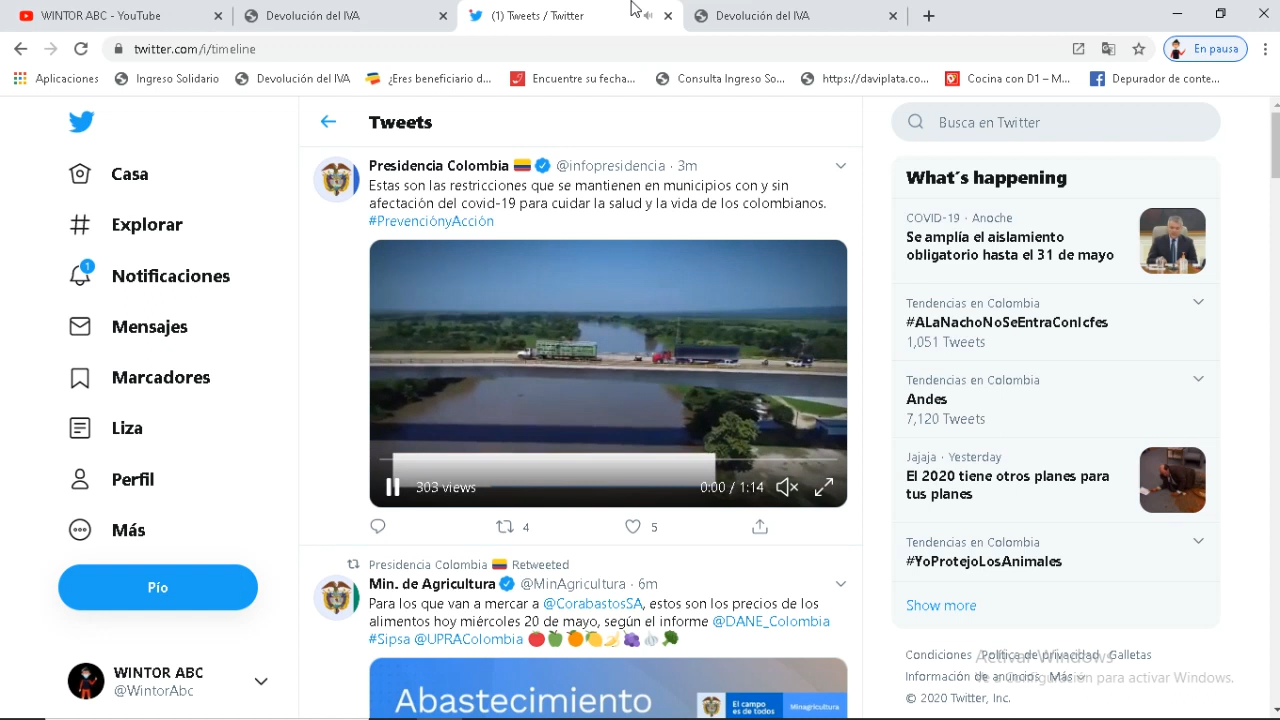 WINTOR ABC - YouTube
Devolución del IVA
(1) Tweets / Twitter
Devolución del IVA
twitter.com/i/timeline
En pausa
Aplicaciones
Ingreso Solidario
Devolución del IVA
¿Eres beneficiario d...
Encuentre su fecha...
Consulta Ingreso So...
https://daviplata.co...
Cocina con D1 – M...
Depurador de conte...
Casa
Explorar
1
Notificaciones
Mensajes
Marcadores
Liza
Perfil
Más
Pío
WINTOR ABC
@WintorAbc
Tweets
Presidencia Colombia @infopresidencia · 3m
Estas son las restricciones que se mantienen en municipios con y sin
afectación del covid-19 para cuidar la salud y la vida de los colombianos.
#PrevenciónyAcción
303 views
0:00 / 1:14
4
5
Presidencia Colombia Retweeted
Min. de Agricultura @MinAgricultura · 6m
Para los que van a mercar a @CorabastosSA, estos son los precios de los
alimentos hoy miércoles 20 de mayo, según el informe @DANE_Colombia
#Sipsa @UPRAColombia
Abastecimiento
El campo
es de todos
Minagricultura
Busca en Twitter
What's happening
COVID-19 · Anoche
Se amplía el aislamiento
obligatorio hasta el 31 de mayo
Tendencias en Colombia
#ALaNachoNoSeEntraConIcfes
1,051 Tweets
Tendencias en Colombia
Andes
7,120 Tweets
Jajaja · Yesterday
El 2020 tiene otros planes para
tus planes
Tendencias en Colombia
#YoProtejoLosAnimales
Show more
Condiciones Política de privacidad Galletas
Información de anuncios Más
© 2020 Twitter, Inc.
Activar Windows
Ve a Configuración para activar Windows.